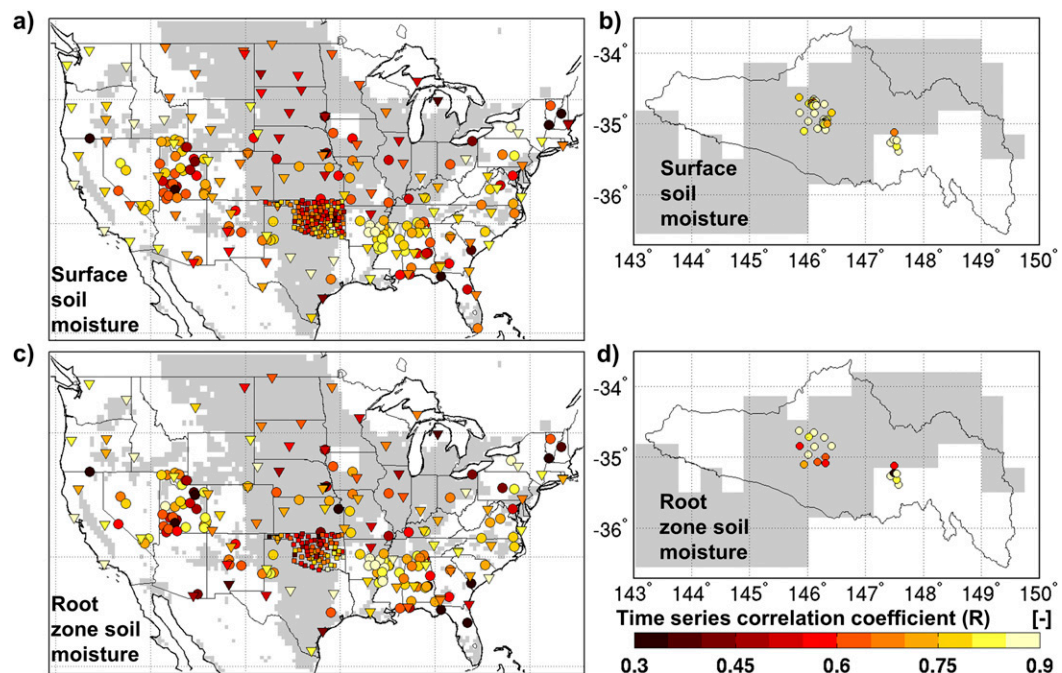 a)
Surface
soil
moisture
b)
-34°
-35°
-36°
Surface
soil
moisture
143°
144°
145°
146°
147°
148°
149°
150°
c)
Root
zone soil
moisture
d)
-34°
-35°
-36°
Root
zone soil
moisture
143°
144°
145°
146°
147°
148°
149°
150°
Time series correlation coefficient (R) [-]
0.3 0.45 0.6 0.75 0.9